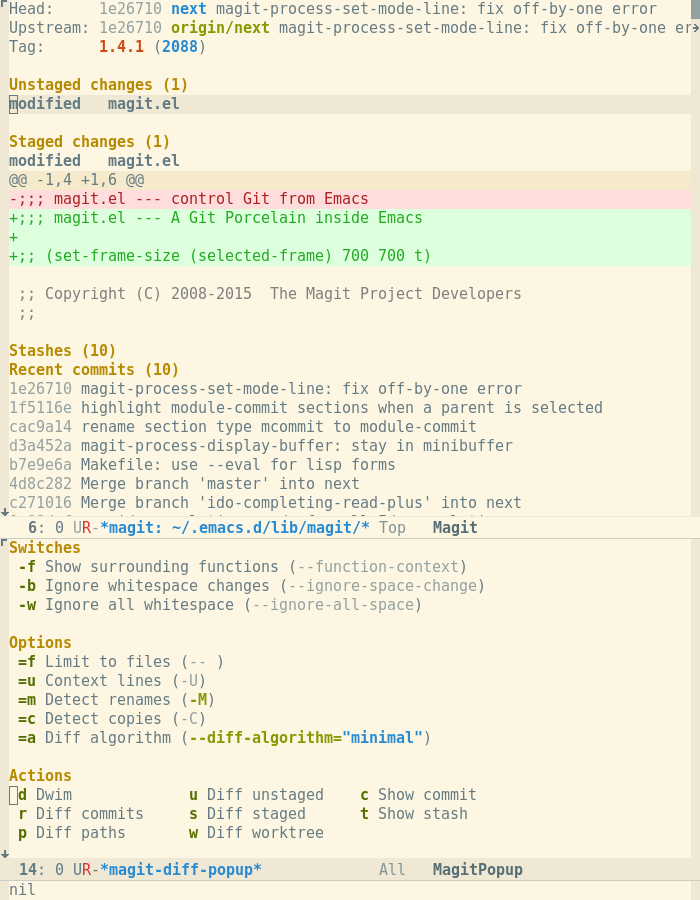 Head:     1e26710 next magit-process-set-mode-line: fix off-by-one error
Upstream: 1e26710 origin/next magit-process-set-mode-line: fix off-by-one er
Tag:      1.4.1 (2088)
Unstaged changes (1)
modified   magit.el
Staged changes (1)
modified   magit.el
@@ -1,4 +1,6 @@
-;;; magit.el --- control Git from Emacs
+;;; magit.el --- A Git Porcelain inside Emacs
+
+;; (set-frame-size (selected-frame) 700 700 t)
;; Copyright (C) 2008-2015  The Magit Project Developers
;;
Stashes (10)
Recent commits (10)
1e26710 magit-process-set-mode-line: fix off-by-one error
1f5116e highlight module-commit sections when a parent is selected
cac9a14 rename section type mcommit to module-commit
d3a452a magit-process-display-buffer: stay in minibuffer
b7e9e6a Makefile: use --eval for lisp forms
4d8c282 Merge branch 'master' into next
c271016 Merge branch 'ido-completing-read-plus' into next
6: 0 UR-*magit: ~/.emacs.d/lib/magit/* Top   Magit
Switches
-f Show surrounding functions (--function-context)
-b Ignore whitespace changes (--ignore-space-change)
-w Ignore all whitespace (--ignore-all-space)
Options
=f Limit to files (-- )
=u Context lines (-U)
=m Detect renames (-M)
=c Detect copies (-C)
=a Diff algorithm (--diff-algorithm="minimal")
Actions
d Dwim             u Diff unstaged    c Show commit
r Diff commits     s Diff staged      t Show stash
p Diff paths       w Diff worktree
14: 0 UR-*magit-diff-popup*             All   MagitPopup
nil